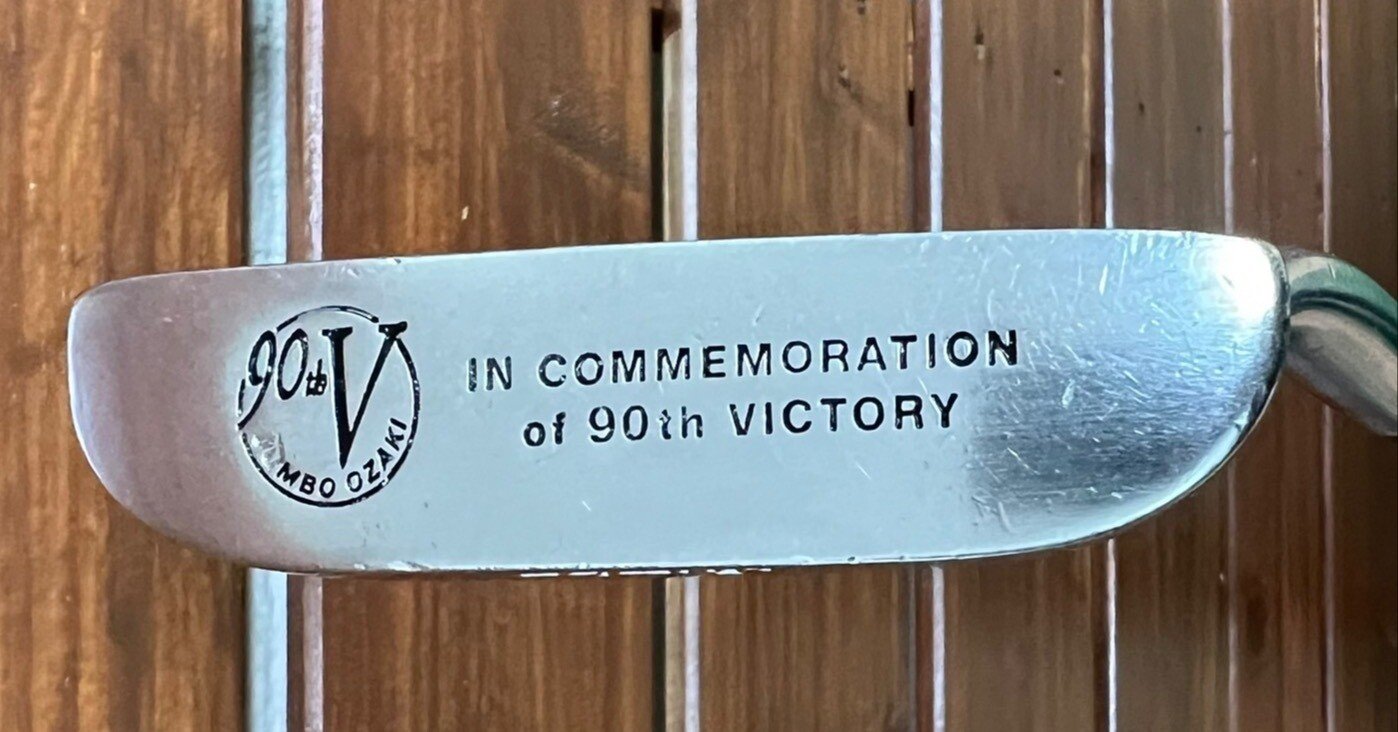 90th V
MBO OZAKI
IN COMMEMORATION
of 90th VICTORY